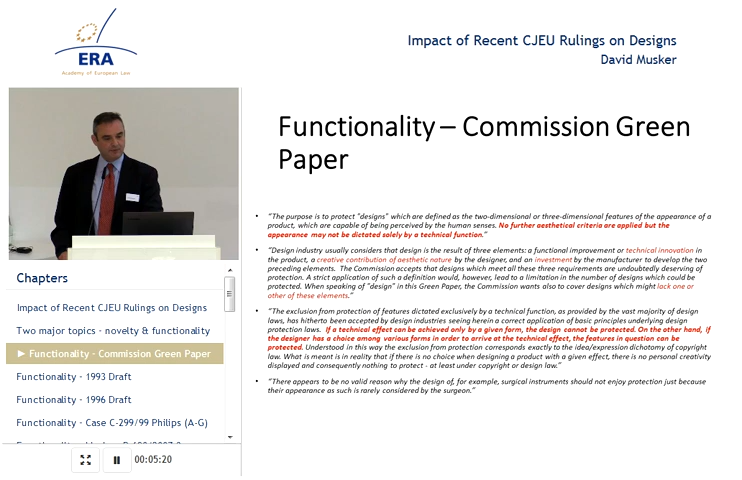 ERA
Academy of European Law
Impact of Recent CJEU Rulings on Designs
David Musker
Functionality – Commission Green
Paper
• "The purpose is to protect "designs" which are defined as the two-dimensional or three-dimensional features of the appearance of a
product, which are capable of being perceived by the human senses. No further aesthetical criteria are applied but the
appearance may not be dictated solely by a technical function."
• "Design industry usually considers that design is the result of three elements: a functional improvement or technical innovation in
the product, a creative contribution of aesthetic nature by the designer, and an investment by the manufacturer to develop the two
preceding elements. The Commission accepts that designs which meet all these three requirements are undoubtedly deserving of
protection. A strict application of such a definition would, however, lead to a limitation in the number of designs which could be
protected. When speaking of "design" in this Green Paper, the Commission wants also to cover designs which might lack one or
other of these elements."
• "The exclusion from protection of features dictated exclusively by a technical function, as provided by the vast majority of design
laws, has hitherto been accepted by design industries seeing herein a correct application of basic principles underlying design
protection laws. If a technical effect can be achieved only by a given form, the design cannot be protected. On the other hand, if
the designer has a choice among various forms in order to arrive at the technical effect, the features in question can be
protected. Understood in this way the exclusion from protection corresponds exactly to the idea/expression dichotomy of copyright
law. What is meant is in reality that if there is no choice when designing a product with a given effect, there is no personal creativity
displayed and consequently nothing to protect - at least under copyright or design law."
• "There appears to be no valid reason why the design of, for example, surgical instruments should not enjoy protection just because
their appearance as such is rarely considered by the surgeon."
Chapters
Impact of Recent CJEU Rulings on Designs
Two major topics - novelty & functionality
► Functionality - Commission Green Paper
Functionality - 1993 Draft
Functionality - 1996 Draft
Functionality - Case C-299/99 Philips (A-G)
00:05:20